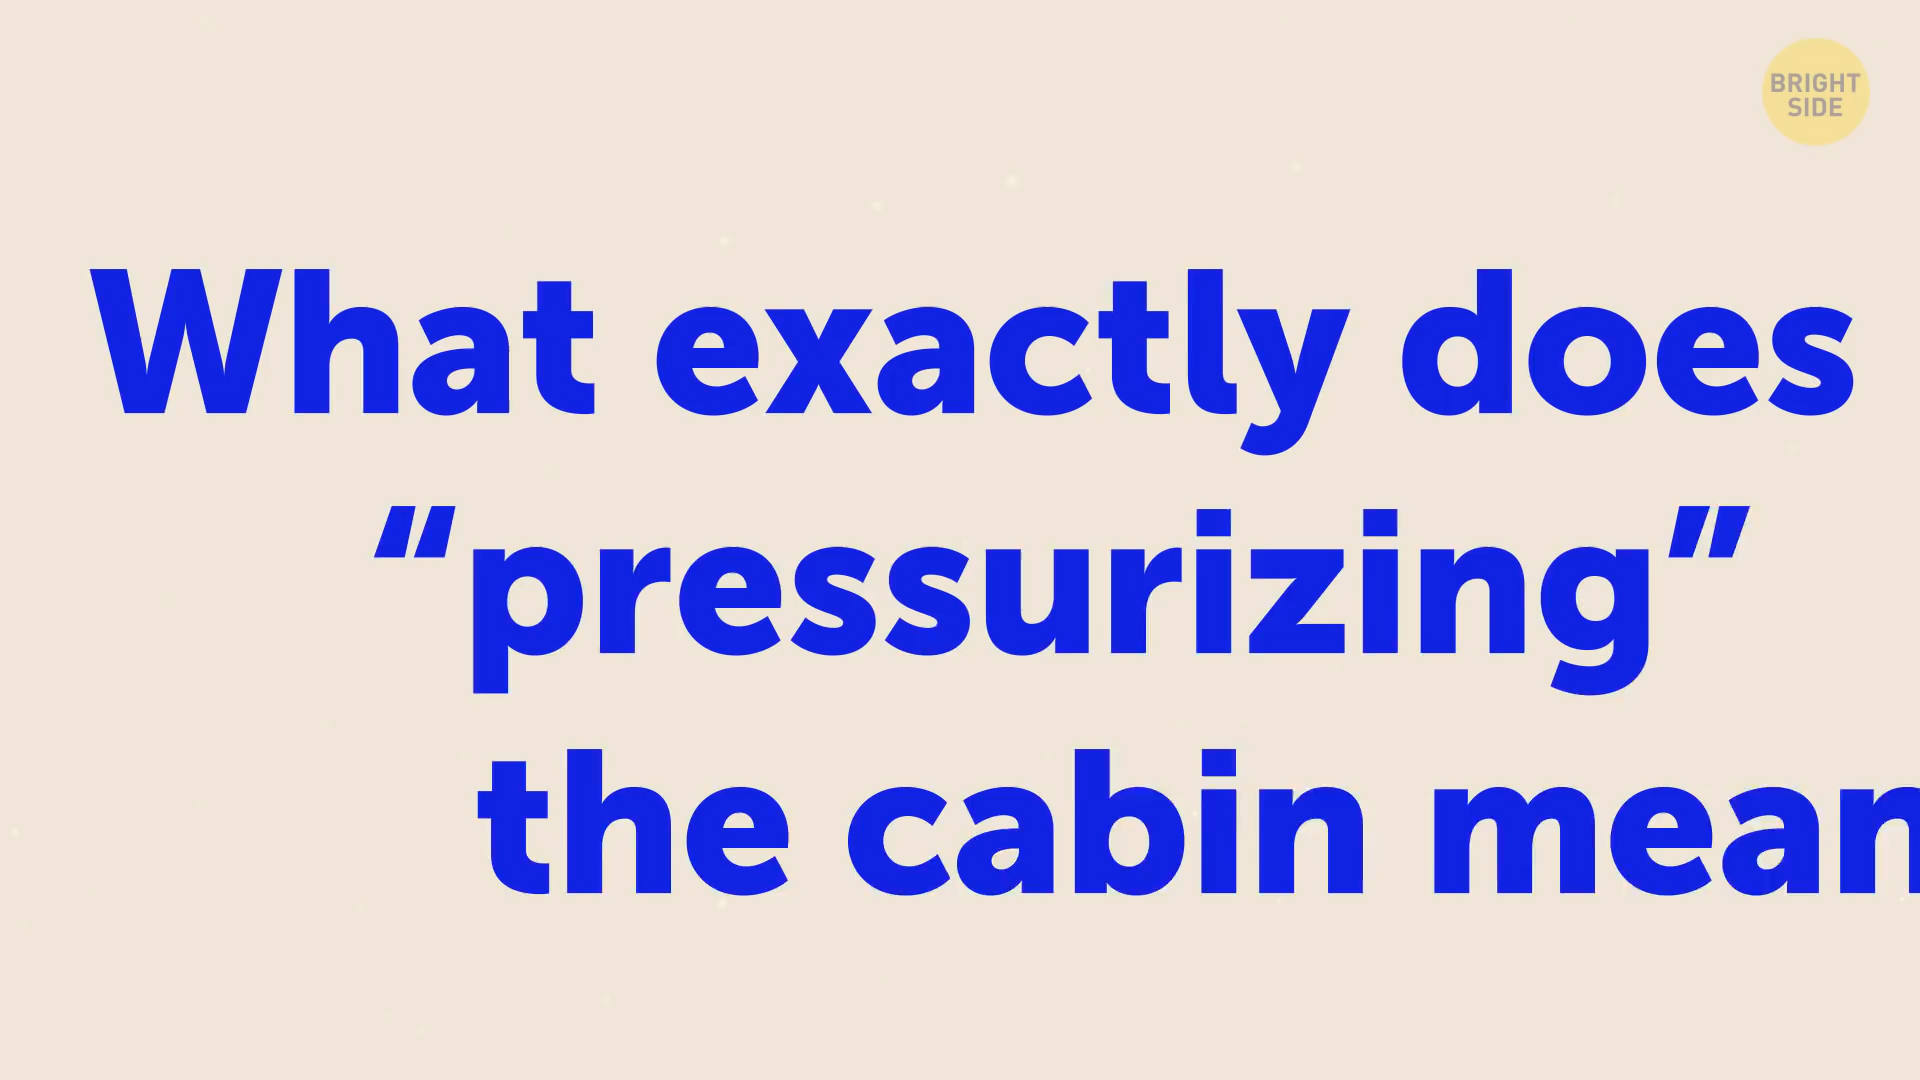 BRIGHT
SIDE
What exactly does
“pressurizing”
the cabin mean